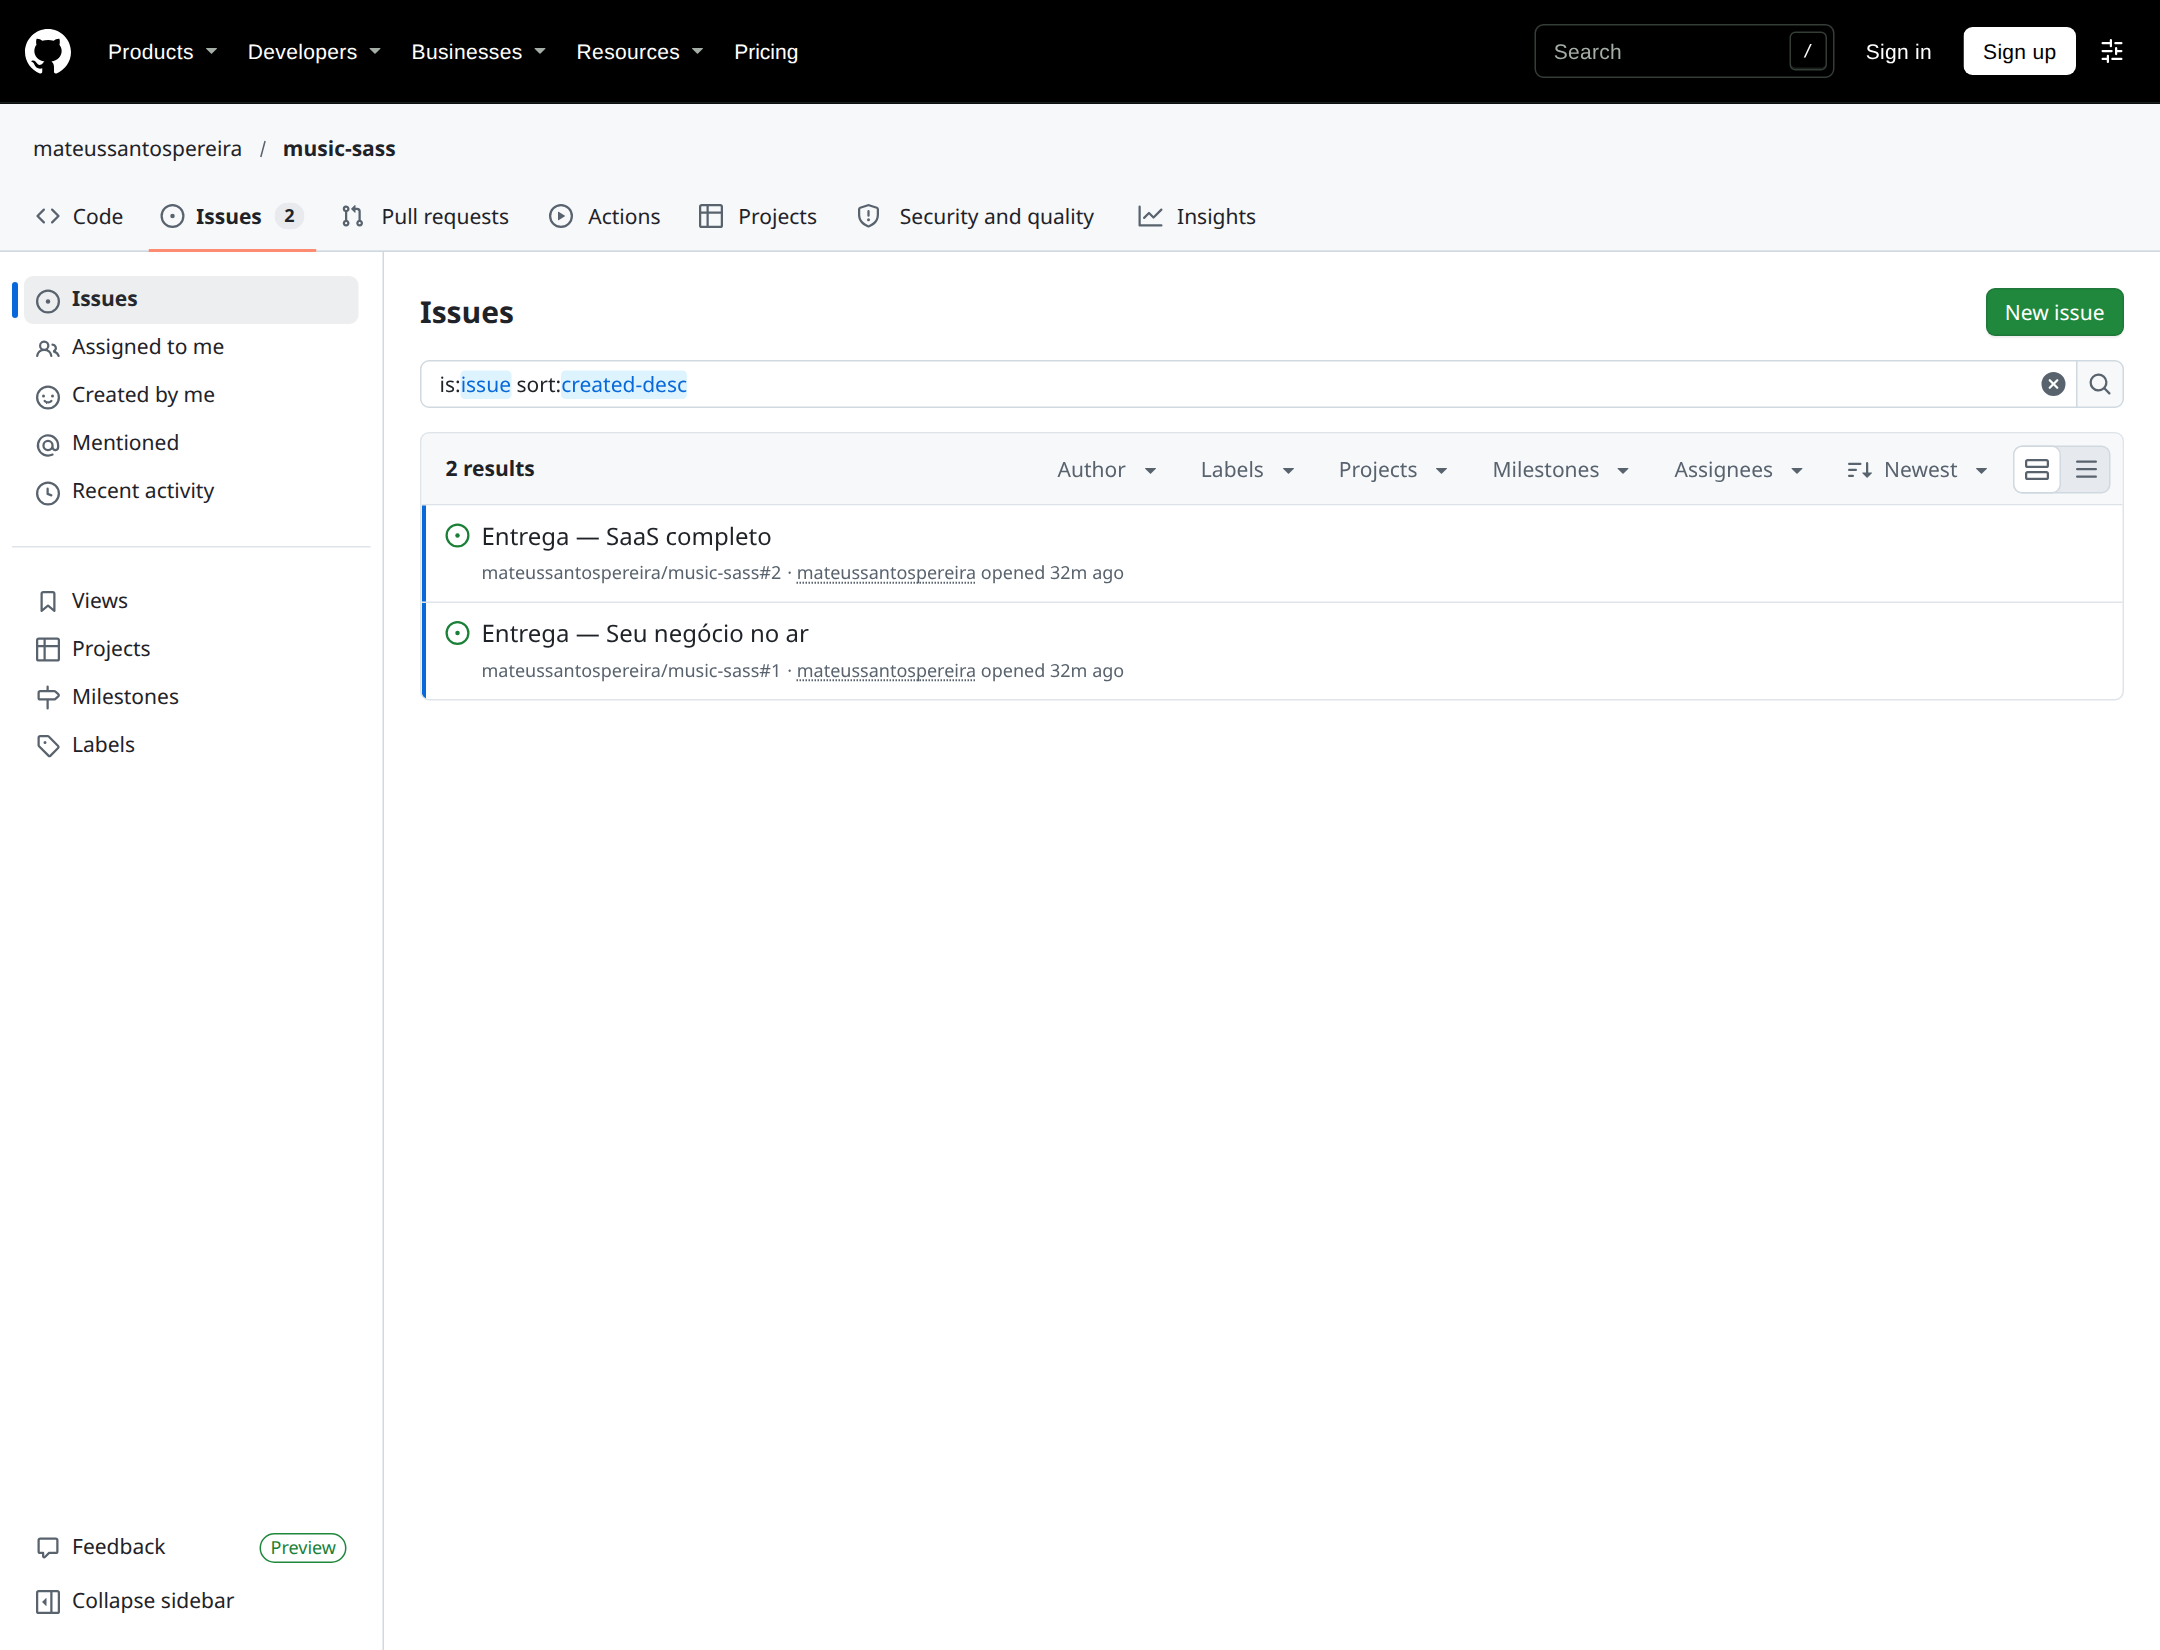 Products Developers Businesses Resources Pricing Search / Sign in Sign up
mateussantospereira / music-sass
Code Issues 2 Pull requests Actions Projects Security and quality Insights
Issues
Assigned to me
Created by me
Mentioned
Recent activity
Views
Projects
Milestones
Labels
Feedback Preview
Collapse sidebar
Issues New issue
is:issue sort:created-desc
2 results Author Labels Projects Milestones Assignees Newest
Entrega — SaaS completo
mateussantospereira/music-sass#2 · mateussantospereira opened 32m ago
Entrega — Seu negócio no ar
mateussantospereira/music-sass#1 · mateussantospereira opened 32m ago